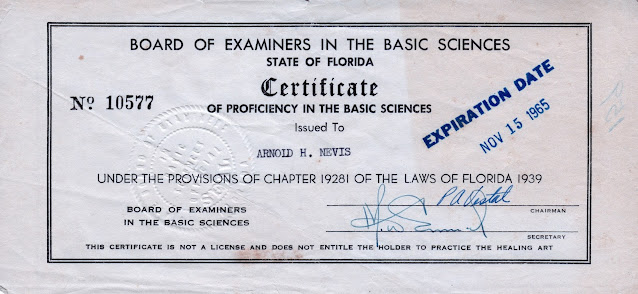 BOARD OF EXAMINERS IN THE BASIC SCIENCES
STATE OF FLORIDA
Certificate
Nº 10577
OF PROFICIENCY IN THE BASIC SCIENCES
EXPIRATION DATE
NOV 15 1965
Issued To
ARNOLD H. NEVIS
UNDER THE PROVISIONS OF CHAPTER 19281 OF THE LAWS OF FLORIDA 1939
BOARD OF EXAMINERS
IN THE BASIC SCIENCES
CHAIRMAN
SECRETARY
THIS CERTIFICATE IS NOT A LICENSE AND DOES NOT ENTITLE THE HOLDER TO PRACTICE THE HEALING ART